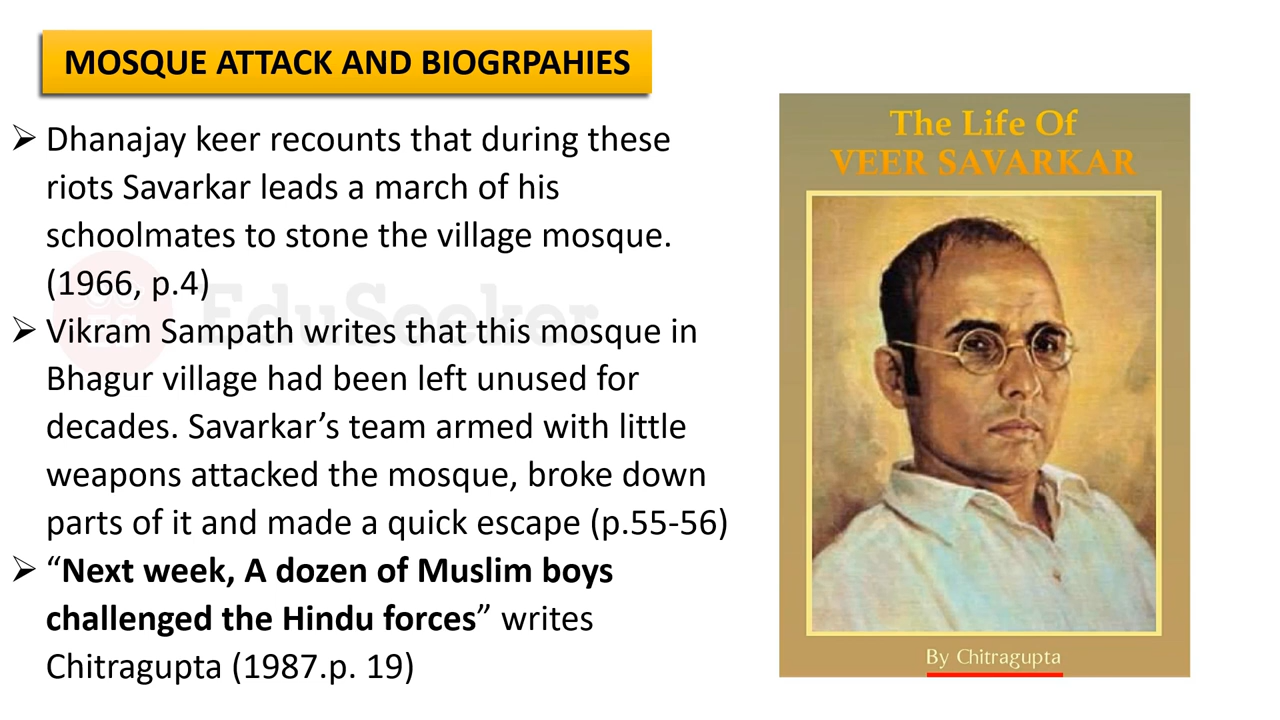 MOSQUE ATTACK AND BIOGRPAHIES
➢ Dhanajay keer recounts that during these
riots Savarkar leads a march of his
schoolmates to stone the village mosque.
(1966, p.4)
➢ Vikram Sampath writes that this mosque in
Bhagur village had been left unused for
decades. Savarkar’s team armed with little
weapons attacked the mosque, broke down
parts of it and made a quick escape (p.55-56)
➢ “Next week, A dozen of Muslim boys
challenged the Hindu forces” writes
Chitragupta (1987.p. 19)
EduSeeker
The Life Of
VEER SAVARKAR
By Chitragupta